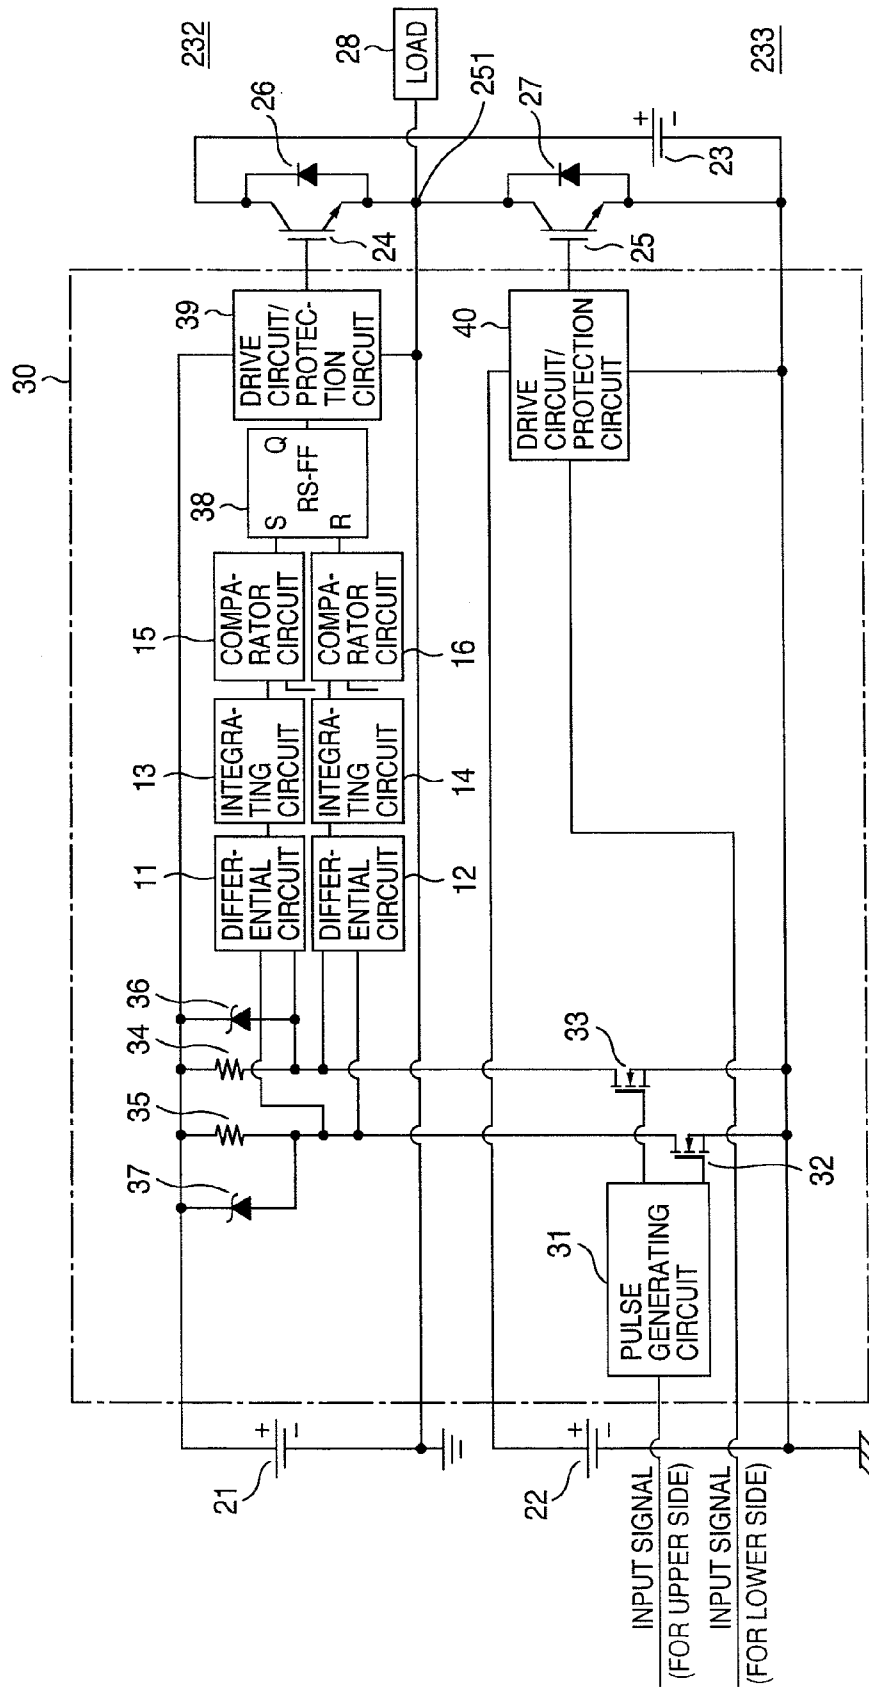 30
232
233
26
28
LOAD
251
27
+
−
23
24
25
39
DRIVE
CIRCUIT/
PROTEC-
TION
CIRCUIT
40
DRIVE
CIRCUIT/
PROTECTION
CIRCUIT
38
S
Q
RS-FF
R
15
COMPA-
RATOR
CIRCUIT
COMPA-
RATOR
CIRCUIT
16
13
INTEGRA-
TING
CIRCUIT
INTEGRA-
TING
CIRCUIT
14
11
DIFFER-
ENTIAL
CIRCUIT
DIFFER-
ENTIAL
CIRCUIT
12
36
34
35
37
33
32
31
PULSE
GENERATING
CIRCUIT
+
−
21
+
−
22
INPUT SIGNAL
(FOR UPPER SIDE)
INPUT SIGNAL
(FOR LOWER SIDE)